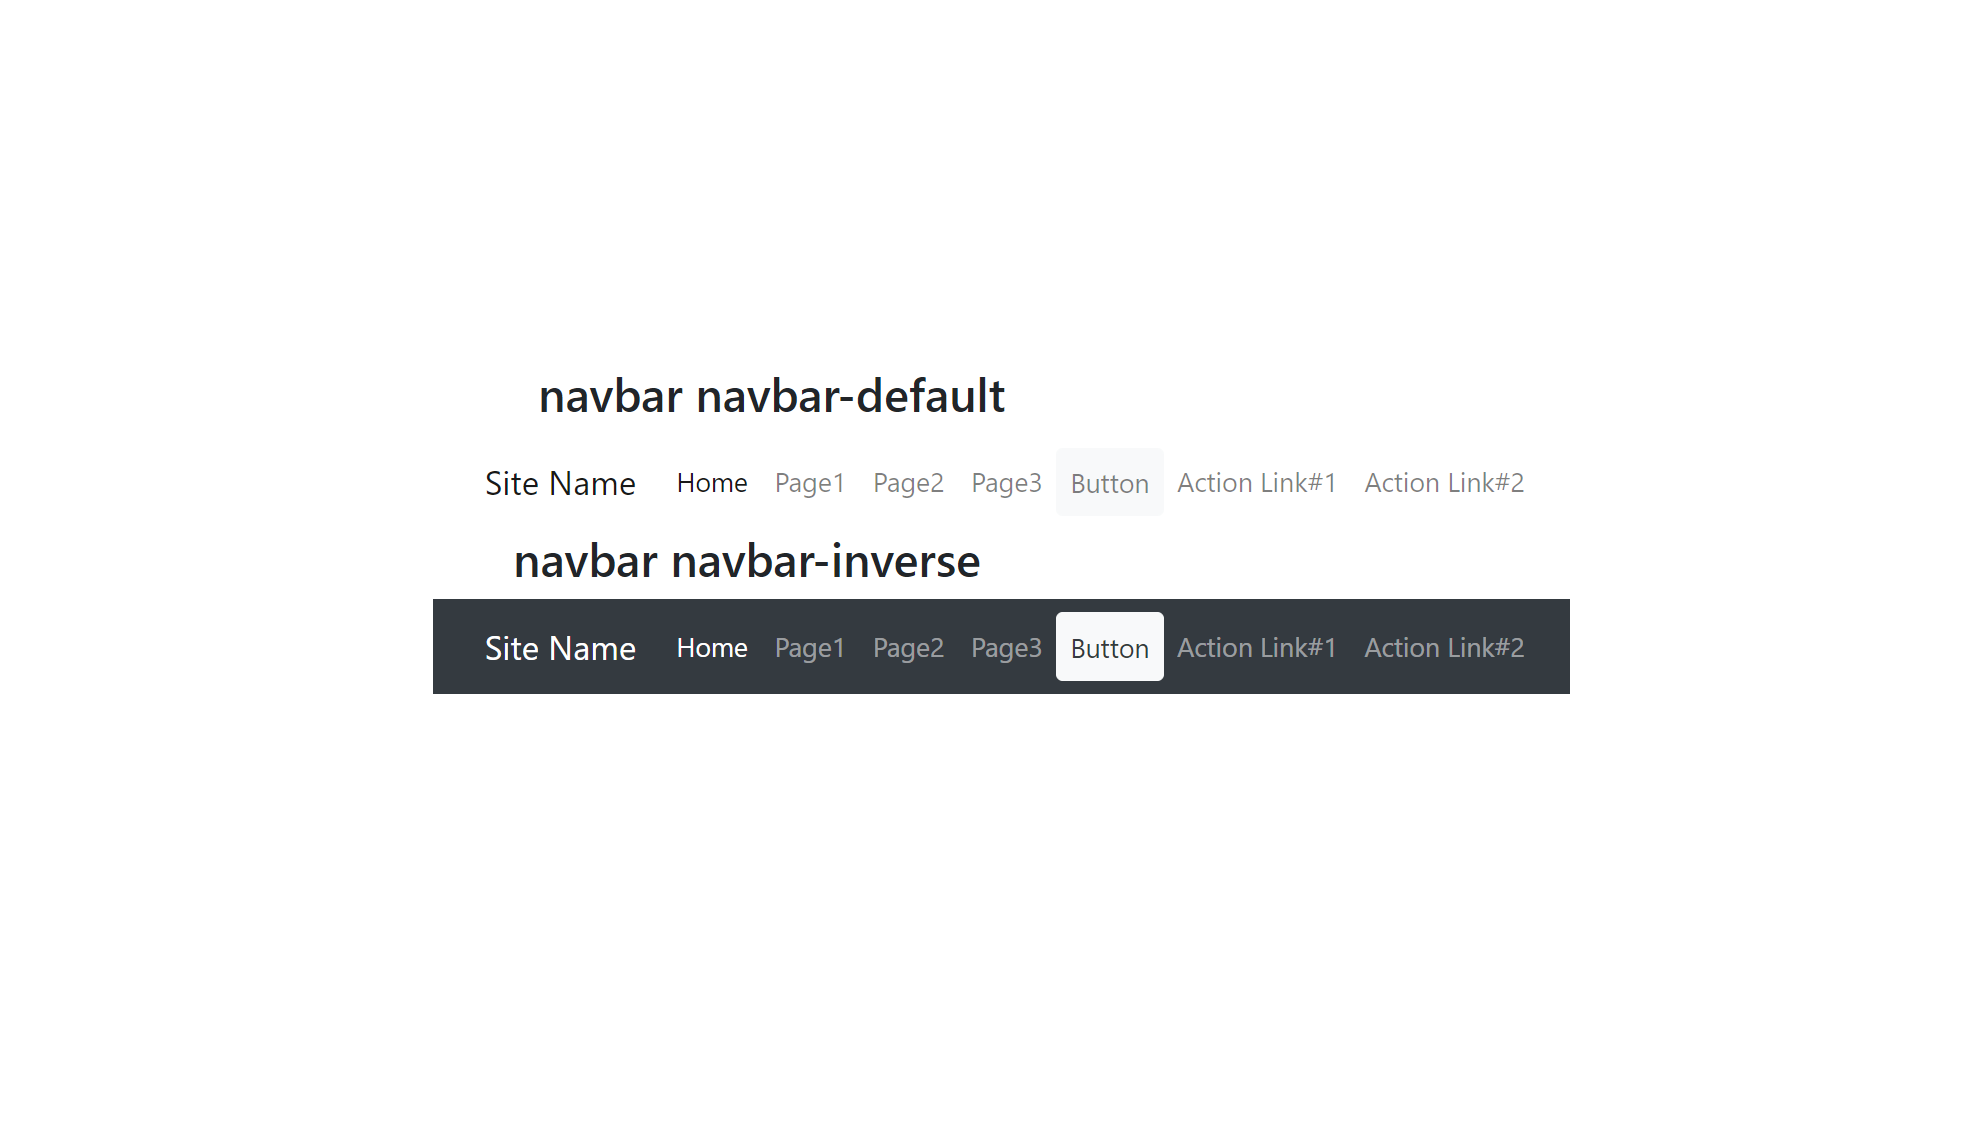 navbar navbar-default
Site Name Home Page1 Page2 Page3 Button Action Link#1 Action Link#2
navbar navbar-inverse
Site Name Home Page1 Page2 Page3 Button Action Link#1 Action Link#2